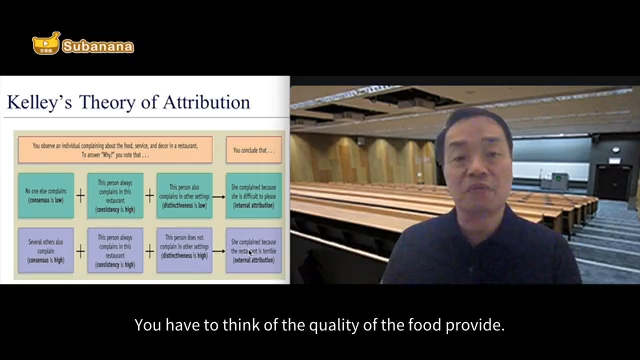 Subanana
Kelley's Theory of Attribution
You observe an individual complaining about the food, service, and decor in a restaurant.
To answer "Why?" you note that . . .
You conclude that . . .
No one else complains
(consensus is low)
This person always
complains in this
restaurant
(consistency is high)
This person also
complains in other settings
(distinctiveness is low)
She complained because
she is difficult to please
(internal attribution)
Several others also
complain
(consensus is high)
This person always
complains in this
restaurant
(consistency is high)
This person does not
complain in other settings
(distinctiveness is high)
She complained because
the restaurant is terrible
(external attribution)
You have to think of the quality of the food provide.